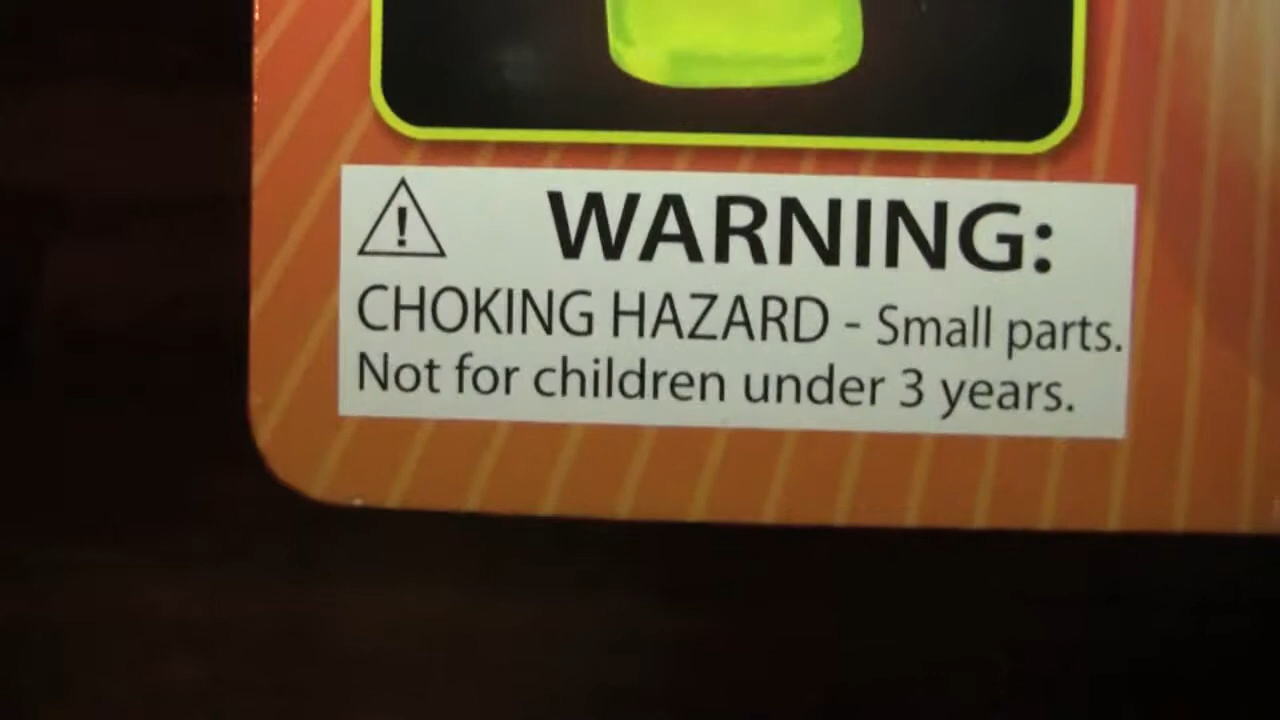 WARNING:
CHOKING HAZARD - Small parts.
Not for children under 3 years.